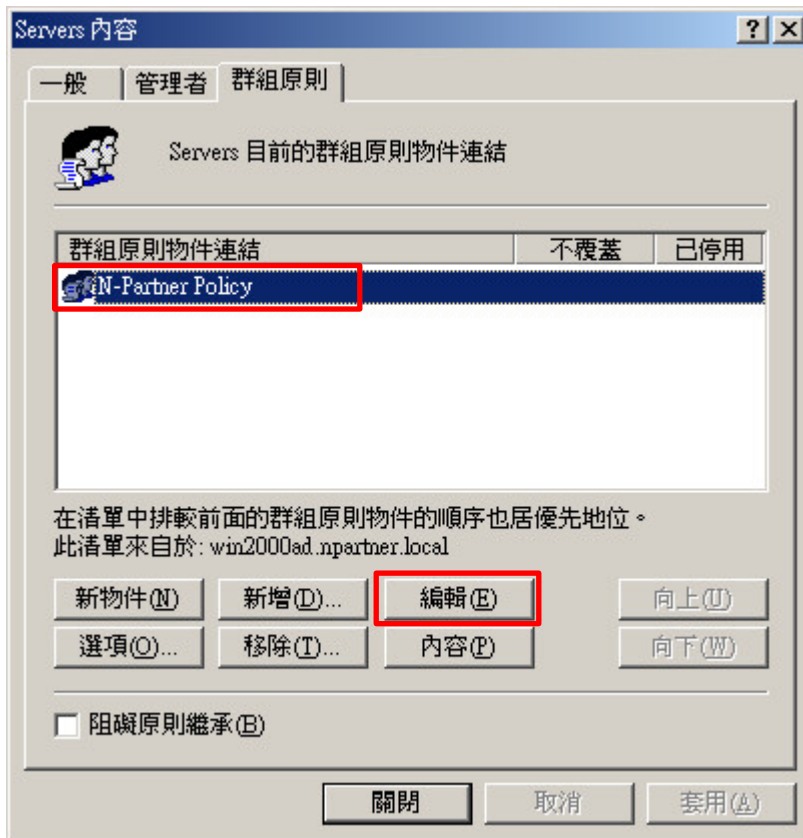 Servers 內容
一般 管理者 群組原則
Servers 目前的群組原則物件連結
群組原則物件連結 不覆蓋 已停用
N-Partner Policy
在清單中排較前面的群組原則物件的順序也居優先地位。
此清單來自於: win2000ad.npartner.local
新物件(N) 新增(D)... 編輯(E) 向上(U)
選項(O)... 移除(T)... 內容(P) 向下(W)
阻礙原則繼承(B)
關閉 取消 套用(A)